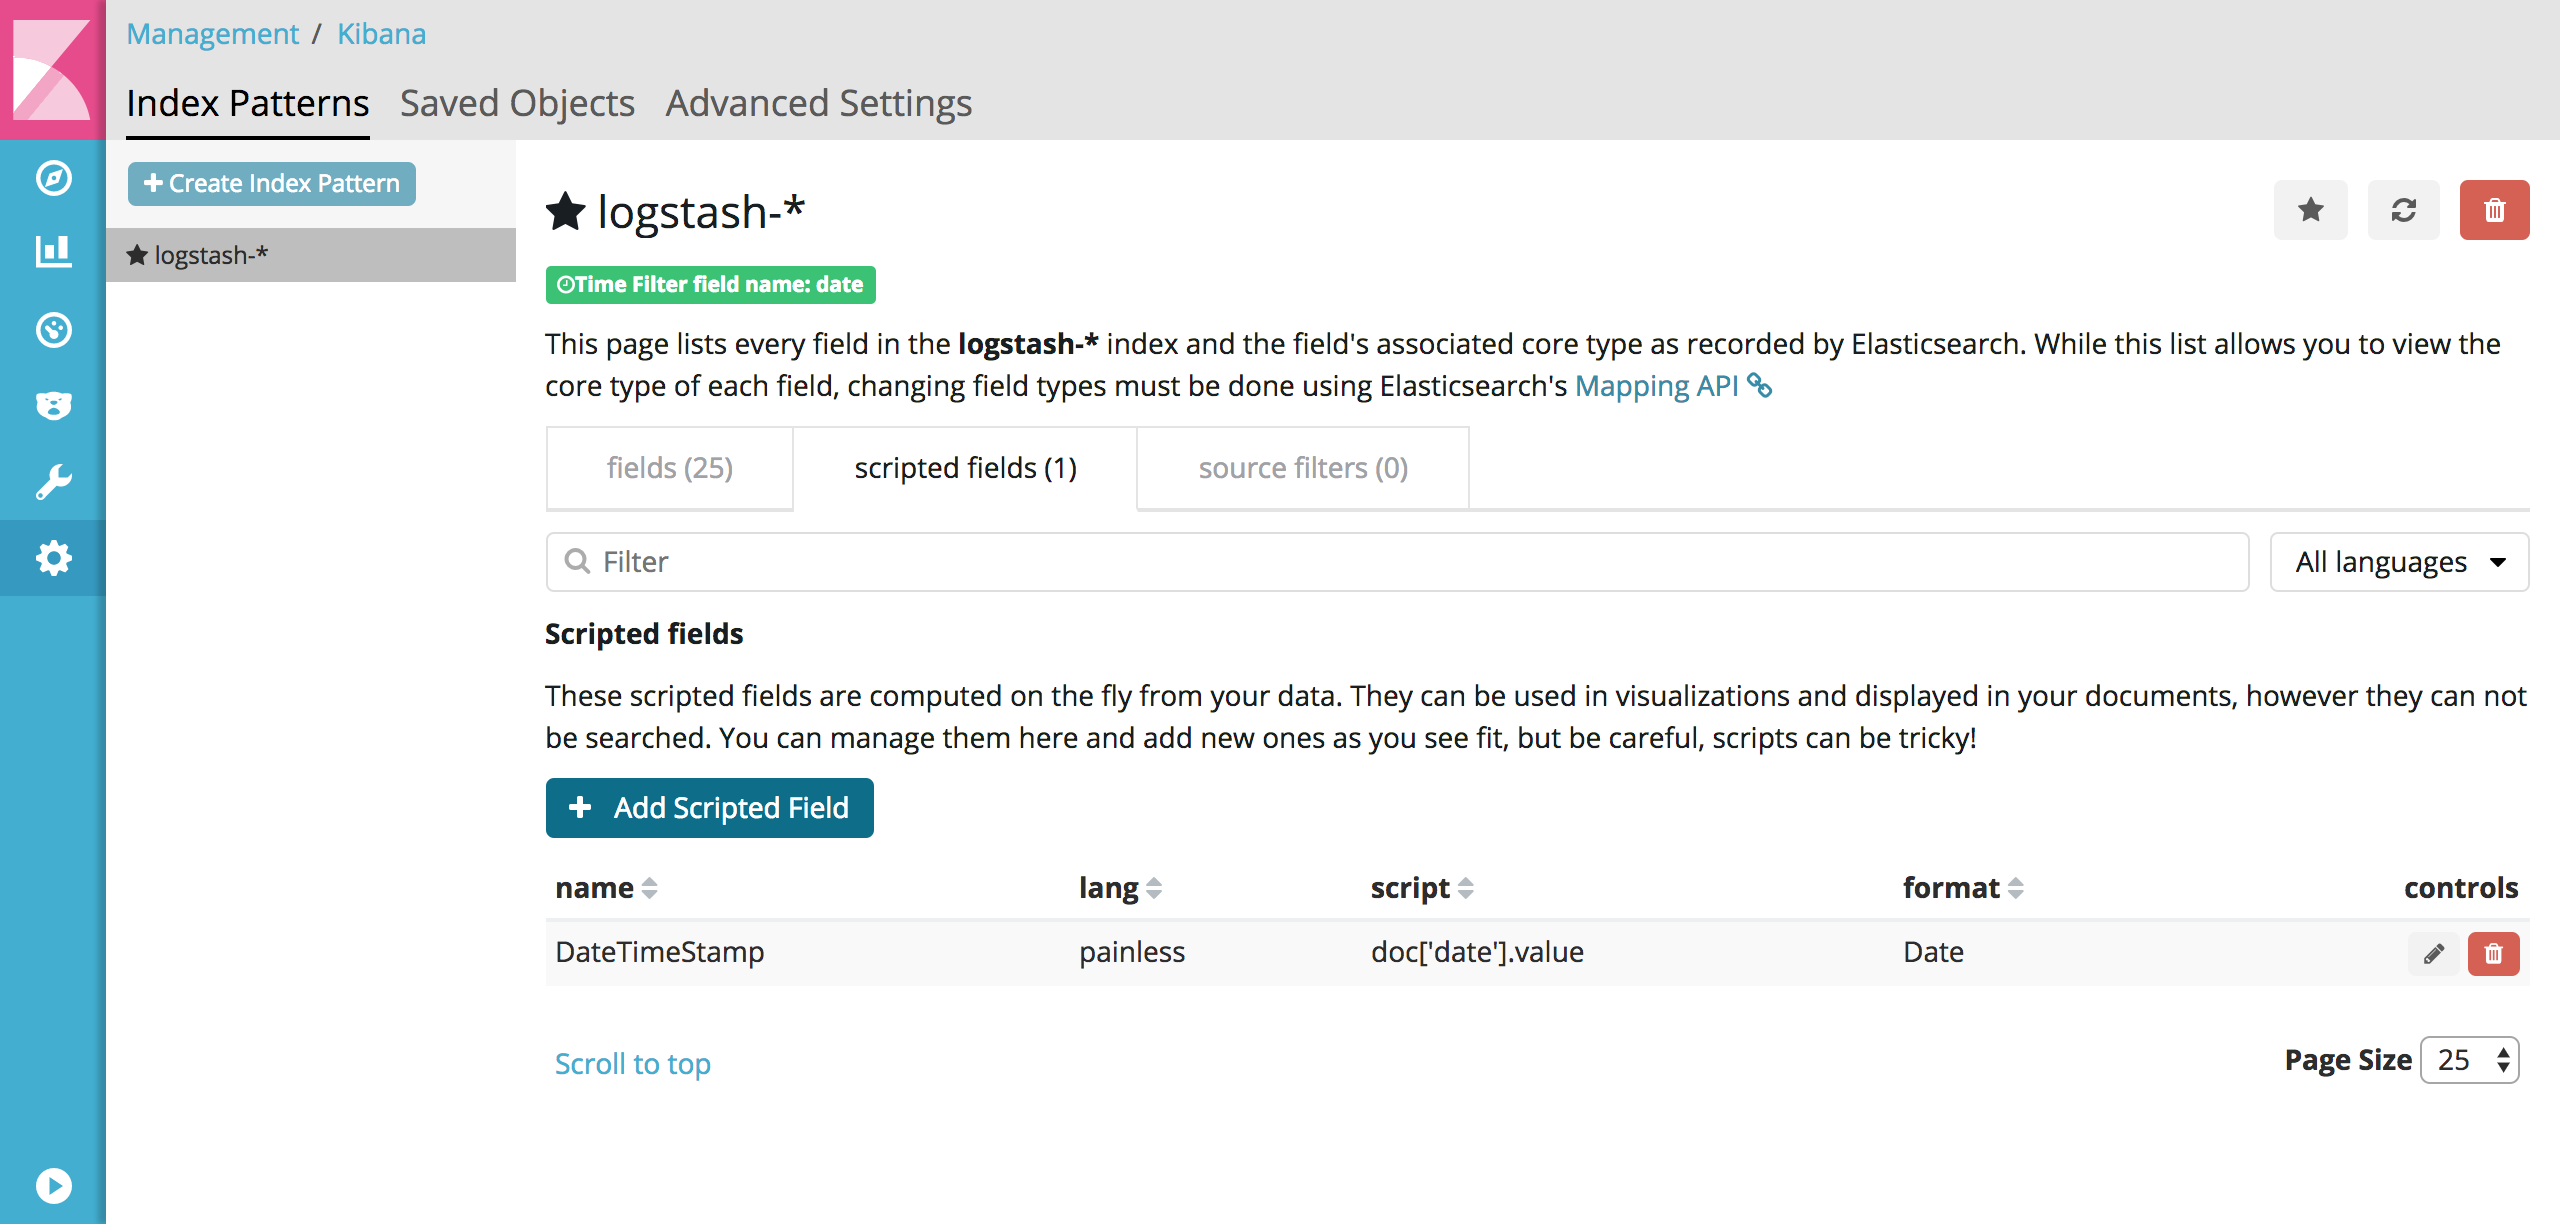 Management / Kibana
Index Patterns Saved Objects Advanced Settings
Create Index Pattern
logstash-*
logstash-*
Time Filter field name: date
This page lists every field in the logstash-* index and the field's associated core type as recorded by Elasticsearch. While this list allows you to view the
core type of each field, changing field types must be done using Elasticsearch's Mapping API
fields (25) scripted fields (1) source filters (0)
Filter All languages
Scripted fields
These scripted fields are computed on the fly from your data. They can be used in visualizations and displayed in your documents, however they can not
be searched. You can manage them here and add new ones as you see fit, but be careful, scripts can be tricky!
Add Scripted Field
name lang script format controls
DateTimeStamp painless doc['date'].value Date
Scroll to top Page Size 25